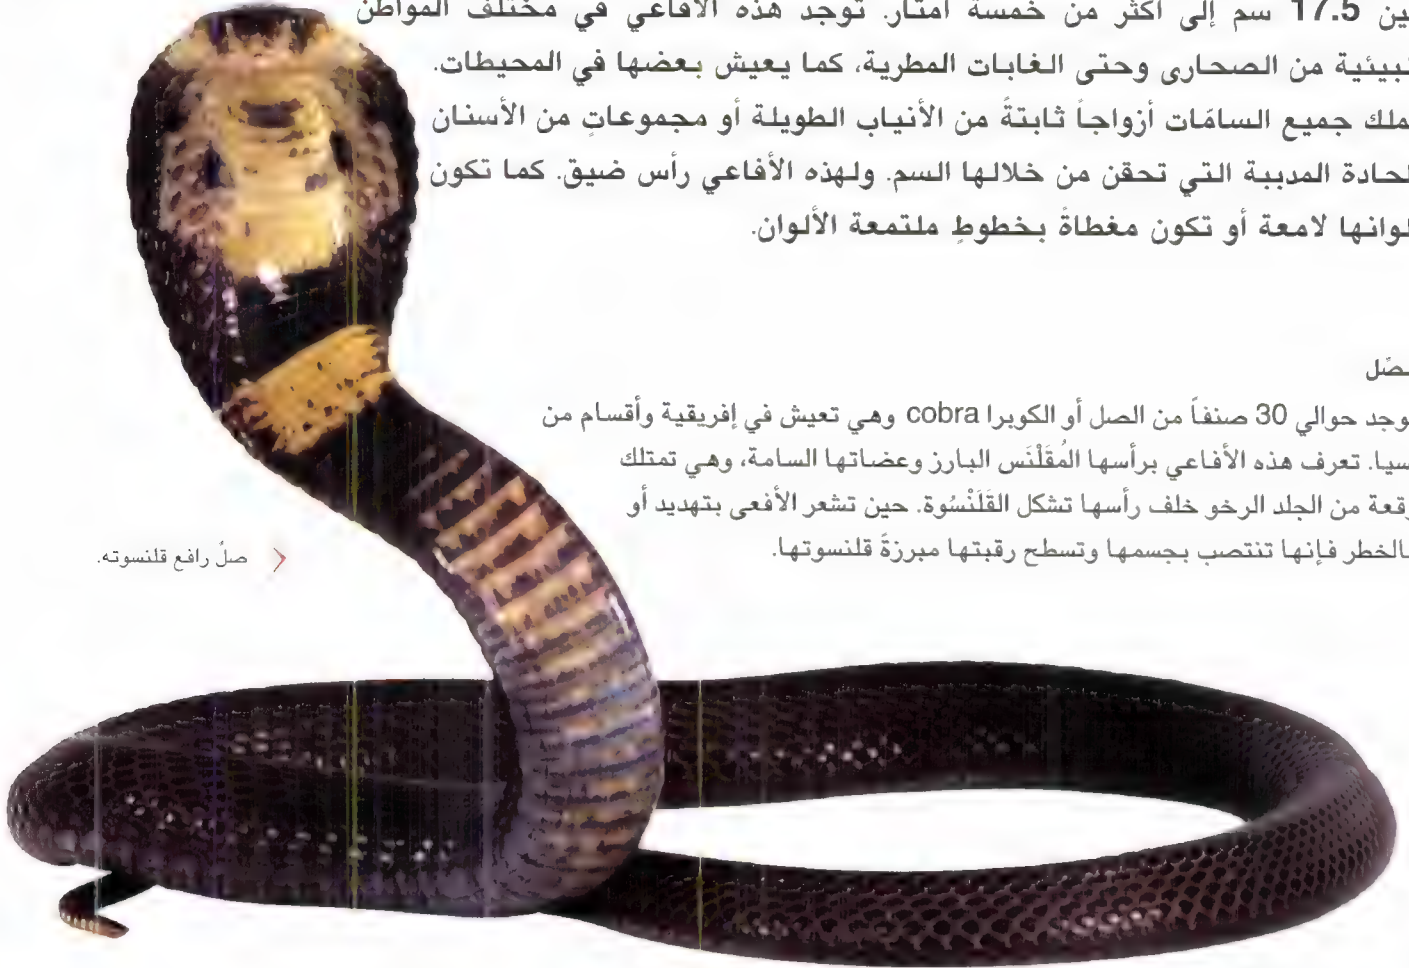 ين 17.5 سم إلى أكثر من خمسة أمتار. توجد هذه الأفاعي في مختلف المواطن
لبيئية من الصحارى وحتى الغابات المطرية، كما يعيش بعضها في المحيطات.
ملك جميع السامّات أزواجاً ثابتةً من الأنياب الطويلة أو مجموعاتٍ من الأسنان
لحادة المدببة التي تحقن من خلالها السم. ولهذه الأفاعي رأس ضيق. كما تكون
لوانها لامعة أو تكون مغطاةً بخطوطٍ ملتمعة الألوان.
لصّل
وجد حوالي 30 صنفاً من الصل أو الكوبرا cobra وهي تعيش في إفريقية وأقسام من
سيا. تعرف هذه الأفاعي برأسها المُقَلْنَس البارز وعضاتها السامة، وهي تمتلك
قعة من الجلد الرخو خلف رأسها تشكل القَلَنْسُوة. حين تشعر الأفعى بتهديد أو
الخطر فإنها تنتصب بجسمها وتسطح رقبتها مبرزةً قلنسوتها.
صلٌ رافع قلنسوته.